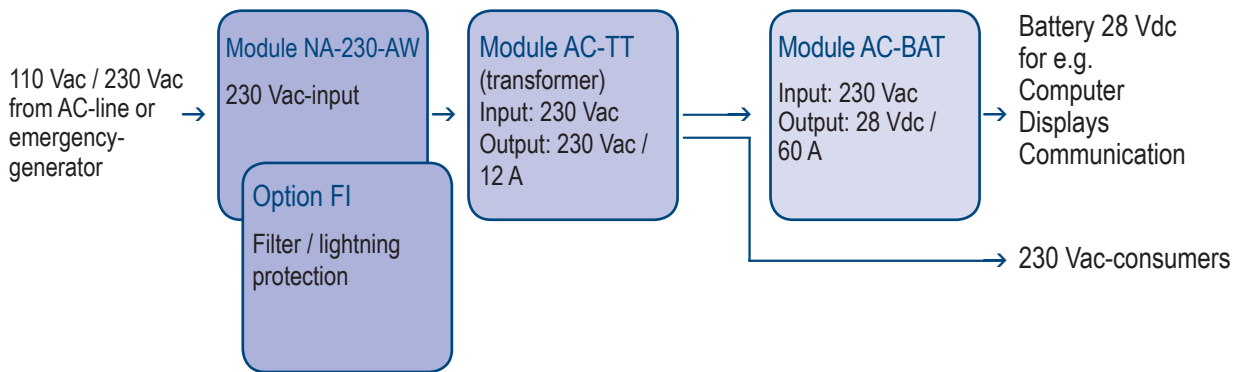 110 Vac / 230 Vac
from AC-line or
emergency-
generator
Module NA-230-AW
230 Vac-input
Option FI
Filter / lightning
protection
Module AC-TT
(transformer)
Input: 230 Vac
Output: 230 Vac /
12 A
Module AC-BAT
Input: 230 Vac
Output: 28 Vdc /
60 A
Battery 28 Vdc
for e.g.
Computer
Displays
Communication
230 Vac-consumers